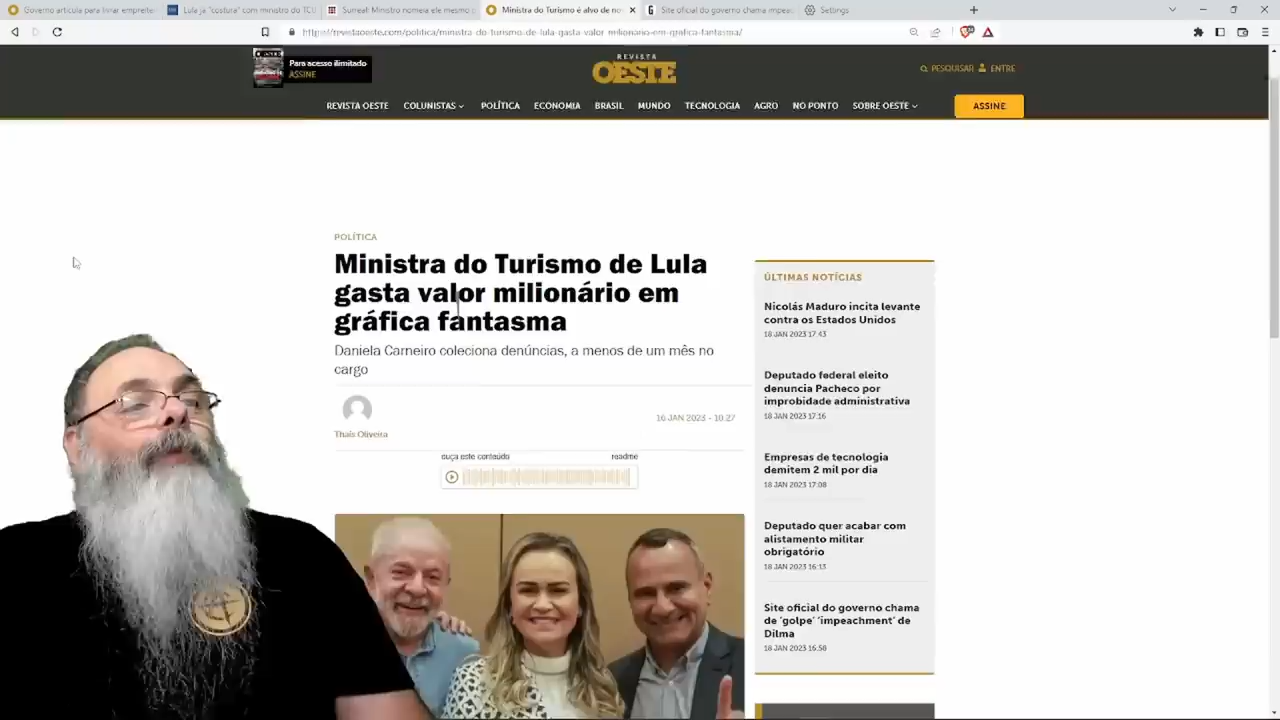 Governo articula para livrar empreiter
Lula já "costura" com ministro do TCU
Surreal! Ministro nomeia ele mesmo p
Ministra do Turismo é alvo de no
Site oficial do governo chama impeac
Settings
https://revistaoeste.com/politica/ministra-do-turismo-de-lula-gasta-valor-milionario-em-grafica-fantasma/
Para acesso ilimitado
ASSINE
REVISTA
OESTE
PESQUISAR
ENTRE
REVISTA OESTE
COLUNISTAS
POLÍTICA
ECONOMIA
BRASIL
MUNDO
TECNOLOGIA
AGRO
NO PONTO
SOBRE OESTE
ASSINE
POLÍTICA
Ministra do Turismo de Lula
gasta valor milionário em
gráfica fantasma
Daniela Carneiro coleciona denúncias, a menos de um mês no
cargo
Thaís Oliveira
16 JAN 2023 - 10:27
ouça este conteúdo
readme
ÚLTIMAS NOTÍCIAS
Nicolás Maduro incita levante
contra os Estados Unidos
18 JAN 2023 17:43
Deputado federal eleito
denuncia Pacheco por
improbidade administrativa
18 JAN 2023 17:16
Empresas de tecnologia
demitem 2 mil por dia
18 JAN 2023 17:08
Deputado quer acabar com
alistamento militar
obrigatório
18 JAN 2023 16:13
Site oficial do governo chama
de 'golpe' 'impeachment' de
Dilma
18 JAN 2023 16:58